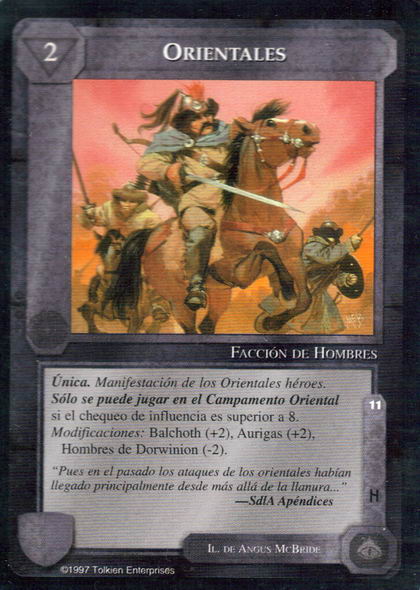 2
ORIENTALES
FACCIÓN DE HOMBRES
Única. Manifestación de los Orientales héroes.
Sólo se puede jugar en el Campamento Oriental
si el chequeo de influencia es superior a 8.
Modificaciones: Balchoth (+2), Aurigas (+2),
Hombres de Dorwinion (-2).
"Pues en el pasado los ataques de los orientales habían
llegado principalmente desde más allá de la llanura..."
—SdlA Apéndices
11
H
IL. DE ANGUS MCBRIDE
©1997 Tolkien Enterprises